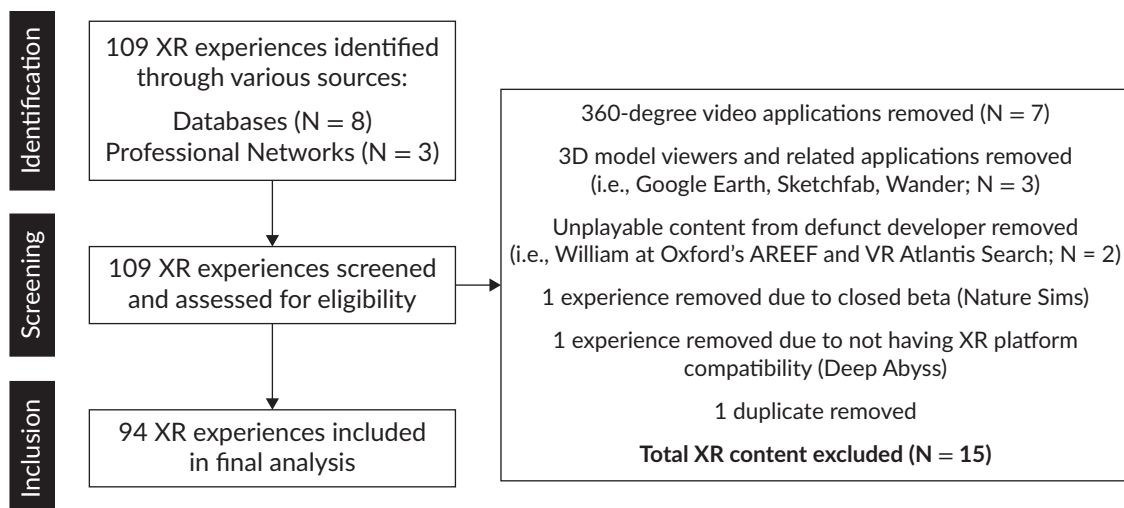 Identification
109 XR experiences identified
through various sources:
Databases (N = 8)
Professional Networks (N = 3)
Screening
109 XR experiences screened
and assessed for eligibility
360-degree video applications removed (N = 7)
3D model viewers and related applications removed
(i.e., Google Earth, Sketchfab, Wander; N = 3)
Unplayable content from defunct developer removed
(i.e., William at Oxford's AREEF and VR Atlantis Search; N = 2)
1 experience removed due to closed beta (Nature Sims)
1 experience removed due to not having XR platform
compatibility (Deep Abyss)
1 duplicate removed
Total XR content excluded (N = 15)
Inclusion
94 XR experiences included
in final analysis